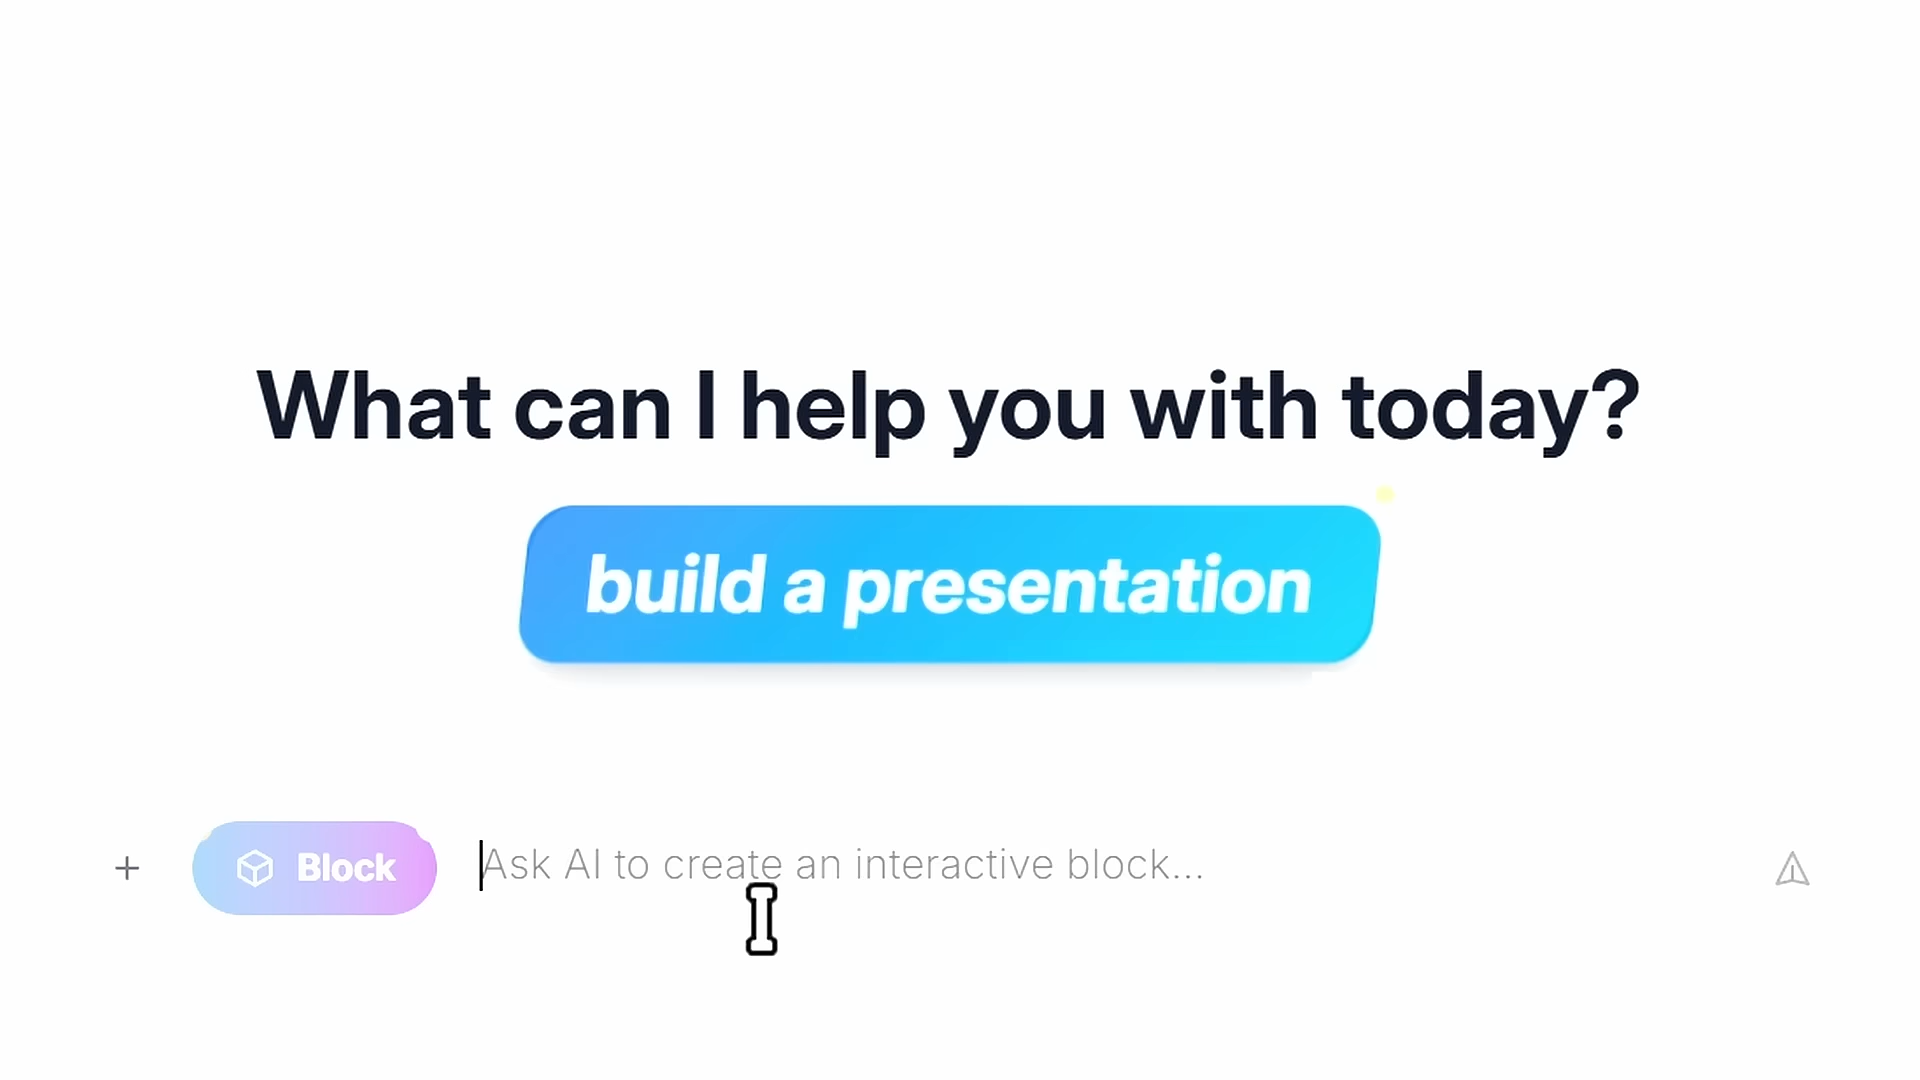 What can I help you with today?
build a presentation
Block
Ask AI to create an interactive block...